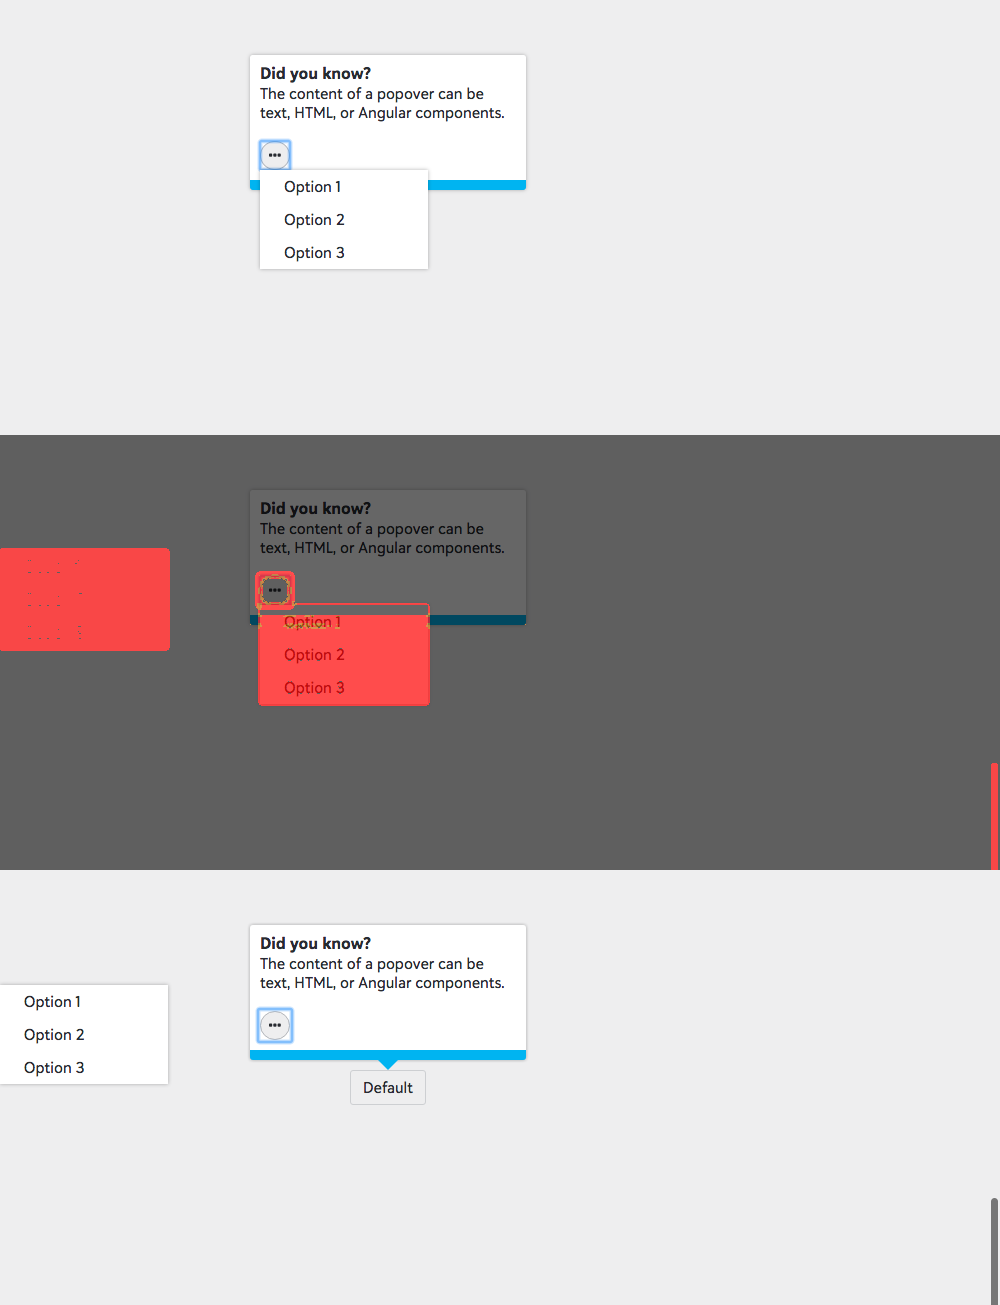 Did you know?
The content of a popover can be
text, HTML, or Angular components.
Option 1
Option 2
Option 3
Did you know?
The content of a popover can be
text, HTML, or Angular components.
Option 1
Option 2
Option 3
Did you know?
The content of a popover can be
text, HTML, or Angular components.
Option 1
Option 2
Option 3
Default